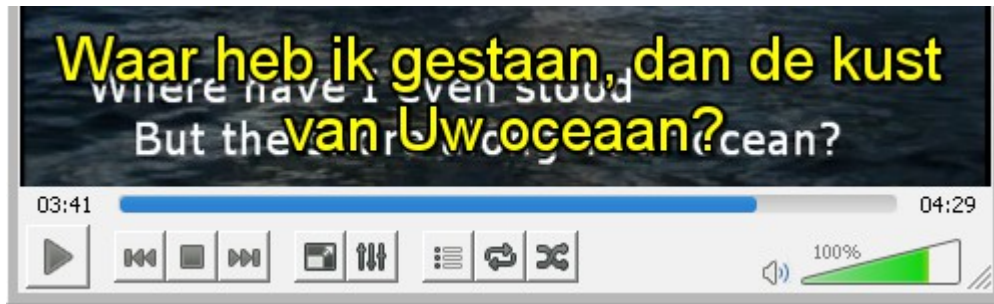 Waar heb ik gestaan, dan de kust
van Uw oceaan?
Where have I even stood
But the
03:41
04:29
100%